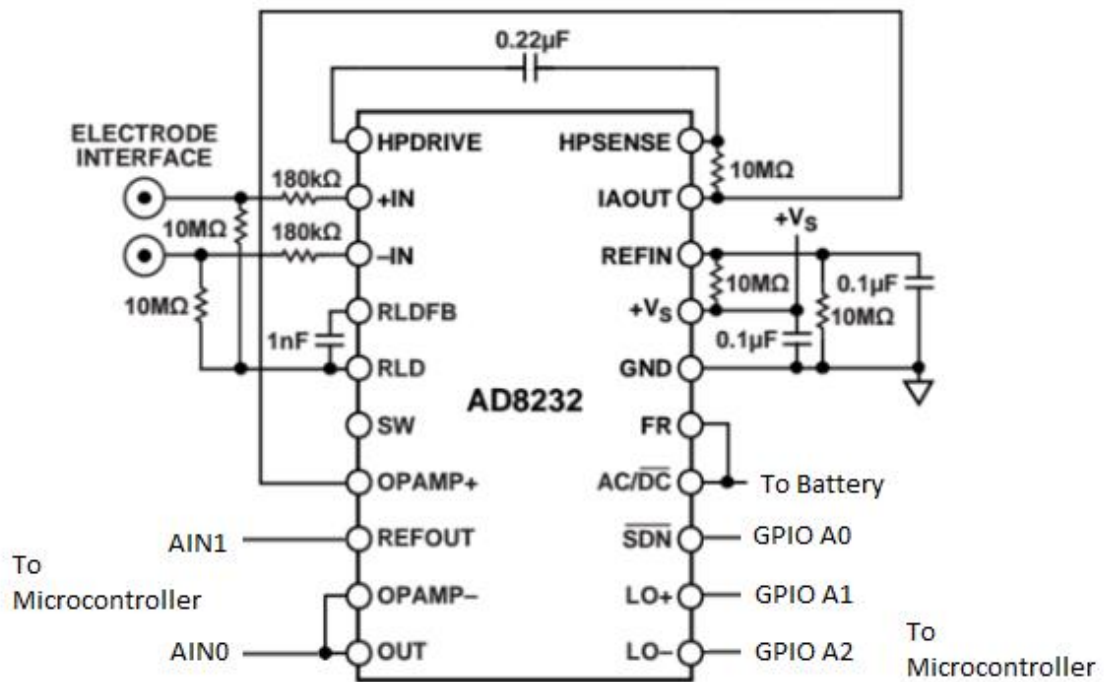 0.22µF
ELECTRODE
INTERFACE
HPDRIVE
HPSENSE
180kΩ
10MΩ
+IN
IAOUT
+Vs
10MΩ
180kΩ
–IN
REFIN
10MΩ
0.1µF
10MΩ
RLDFB
+Vs
10MΩ
1nF
0.1µF
RLD
GND
AD8232
SW
FR
OPAMP+
AC/DC
To Battery
AIN1
REFOUT
SDN
GPIO A0
To
Microcontroller
OPAMP–
LO+
GPIO A1
AIN0
OUT
LO–
GPIO A2
To
Microcontroller